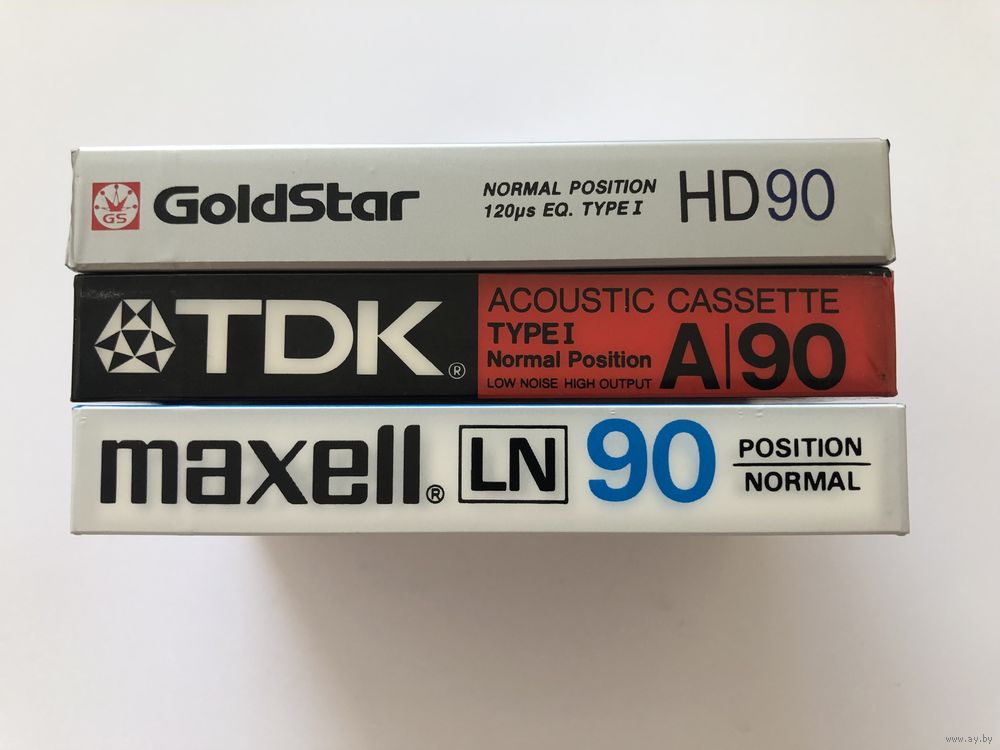 GS GoldStar NORMAL POSITION HD90
120µs EQ. TYPE I
TDK® ACOUSTIC CASSETTE
TYPE I
Normal Position A|90
LOW NOISE HIGH OUTPUT
maxell® LN 90 POSITION
NORMAL
www.ay.by